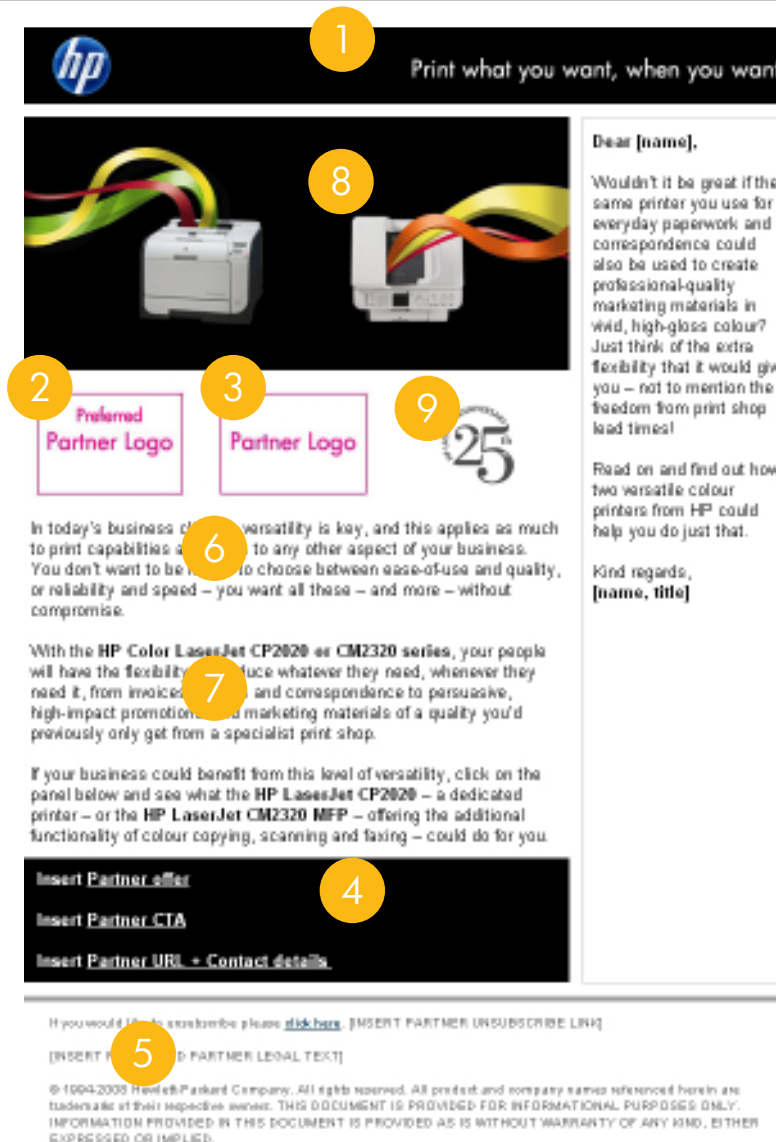 1
hp
Print what you want, when you want
8
Dear [name],
Wouldn't it be great if the
same printer you use for
everyday paperwork and
correspondence could
also be used to create
professional-quality
marketing materials in
vivid, high-gloss colour?
Just think of the extra
flexibility that it would giv
you – not to mention the
freedom from print shop
lead times!
Read on and find out how
two versatile colour
printers from HP could
help you do just that.
Kind regards,
[name, title]
2
Preferred
Partner Logo
3
Partner Logo
9
25
In today's business versatility is key, and this applies as much
to print capabilities to any other aspect of your business.
You don't want to be to choose between ease-of-use and quality,
or reliability and speed – you want all these – and more – without
compromise.
6
With the HP Color LaserJet CP2020 or CM2320 series, your people
will have the flexibility whatever they need, whenever they
need it, from invoices and correspondence to persuasive,
high-impact marketing materials of a quality you'd
previously only get from a specialist print shop.
7
If your business could benefit from this level of versatility, click on the
panel below and see what the HP LaserJet CP2020 – a dedicated
printer – or the HP LaserJet CM2320 MFP – offering the additional
functionality of colour copying, scanning and faxing – could do for you.
Insert Partner offer
4
Insert Partner CTA
Insert Partner URL + Contact details
If you would unsubscribe please click here. [INSERT PARTNER UNSUBSCRIBE LINK]
5
[INSERT PARTNER LEGAL TEXT]
© 1994-2008 Hewlett-Packard Company. All rights reserved. All product and company names referenced herein are
trademarks of their respective owners. THIS DOCUMENT IS PROVIDED FOR INFORMATIONAL PURPOSES ONLY.
INFORMATION PROVIDED IN THIS DOCUMENT IS PROVIDED AS IS WITHOUT WARRANTY OF ANY KIND, EITHER
EXPRESSED OR IMPLIED.